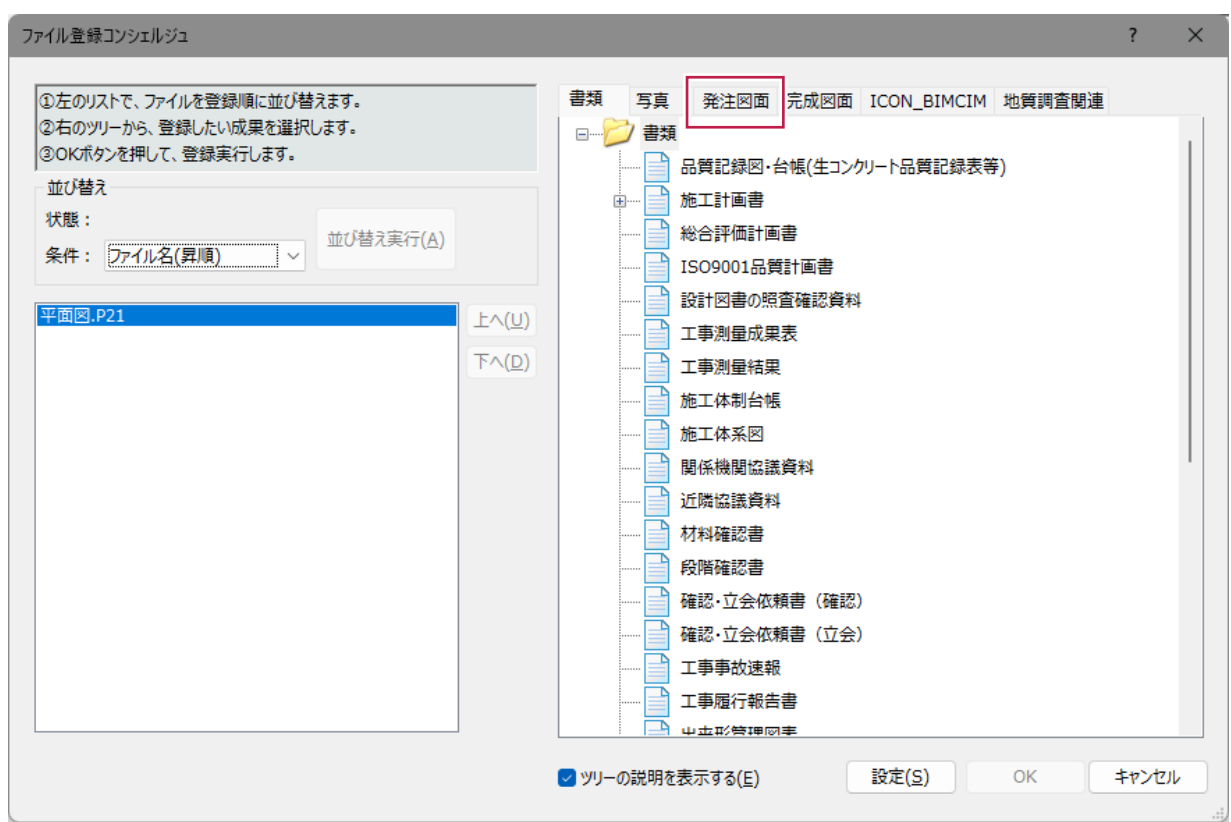 ファイル登録コンシェルジュ ? ×
①左のリストで、ファイルを登録順に並び替えます。
②右のツリーから、登録したい成果を選択します。
③OKボタンを押して、登録実行します。
並び替え
状態：
条件： ファイル名(昇順)
並び替え実行(A)
平面図.P21
上へ(U)
下へ(D)
書類 写真 発注図面 完成図面 ICON_BIMCIM 地質調査関連
書類
品質記録図・台帳(生コンクリート品質記録表等)
施工計画書
総合評価計画書
ISO9001品質計画書
設計図書の照査確認資料
工事測量成果表
工事測量結果
施工体制台帳
施工体系図
関係機関協議資料
近隣協議資料
材料確認書
段階確認書
確認・立会依頼書（確認）
確認・立会依頼書（立会）
工事事故速報
工事履行報告書
出来形管理図表
ツリーの説明を表示する(E)
設定(S) OK キャンセル